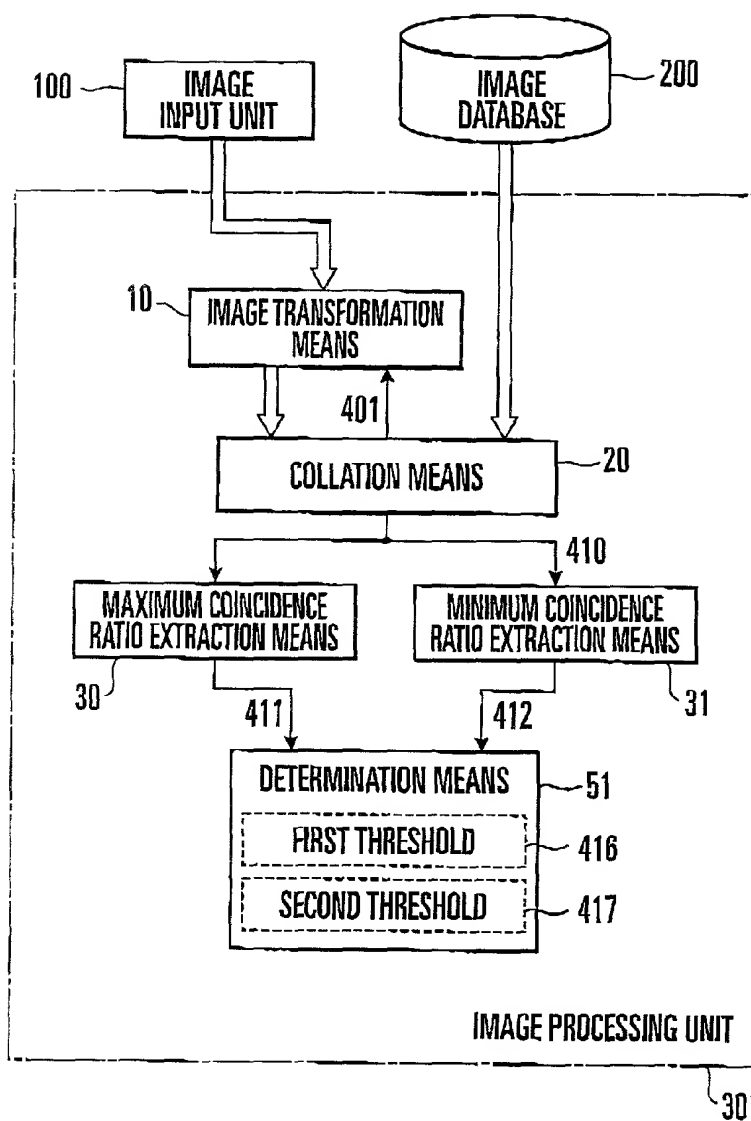 100
IMAGE
INPUT UNIT
IMAGE
DATABASE
200
10
IMAGE TRANSFORMATION
MEANS
401
COLLATION MEANS
20
410
MAXIMUM COINCIDENCE
RATIO EXTRACTION MEANS
MINIMUM COINCIDENCE
RATIO EXTRACTION MEANS
30
31
411
412
DETERMINATION MEANS
51
FIRST THRESHOLD
416
SECOND THRESHOLD
417
IMAGE PROCESSING UNIT
30